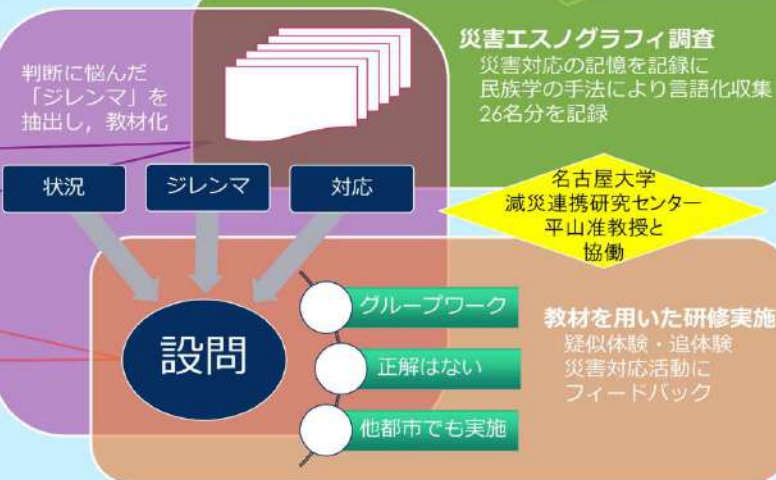 災害エスノグラフィ調査
災害対応の記憶を記録に
民族学の手法により言語化収集
26名分を記録
判断に悩んだ
「ジレンマ」を
抽出し，教材化
状況
ジレンマ
対応
名古屋大学
減災連携研究センター
平山准教授と
協働
設問
グループワーク
正解はない
他都市でも実施
教材を用いた研修実施
疑似体験・追体験
災害対応活動に
フィードバック